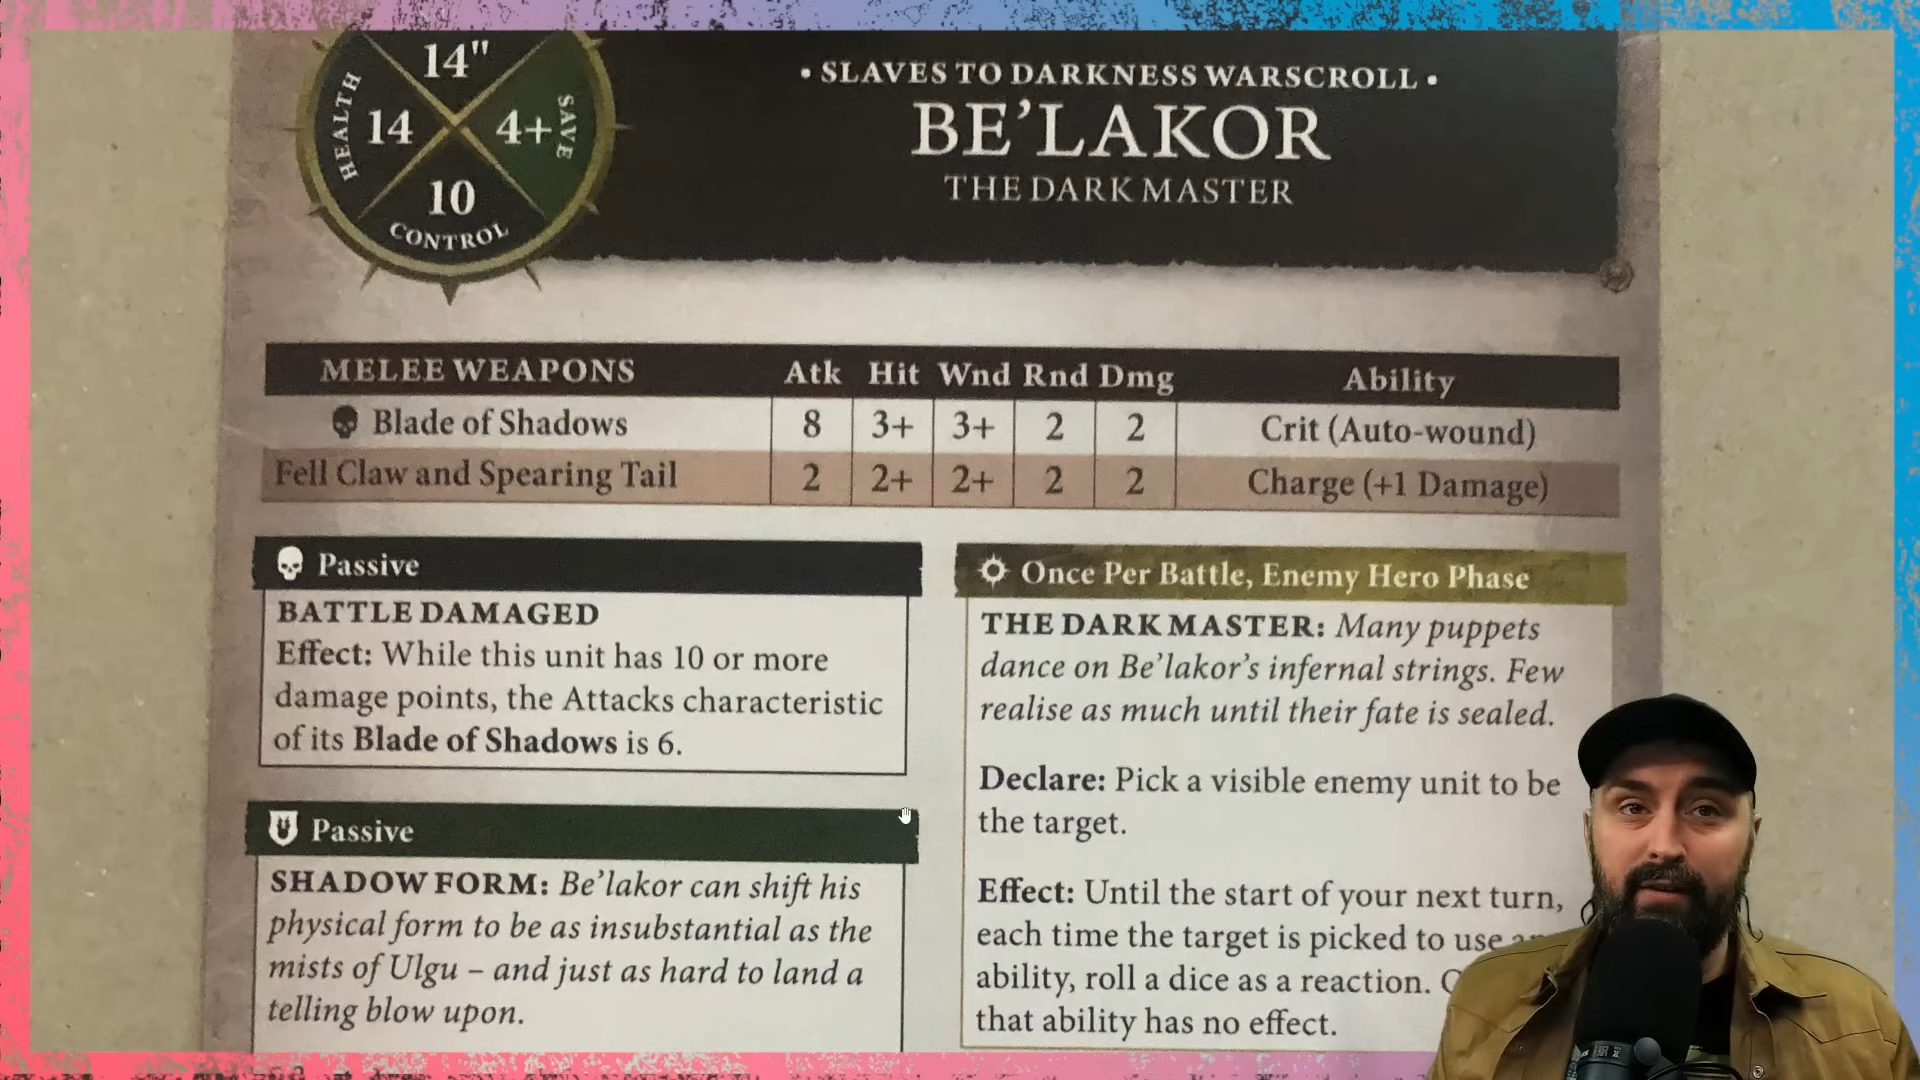 14"
HEALTH 14 4+ SAVE
10
CONTROL
• SLAVES TO DARKNESS WARSCROLL •
BE'LAKOR
THE DARK MASTER
MELEE WEAPONS Atk Hit Wnd Rnd Dmg Ability
Blade of Shadows 8 3+ 3+ 2 2 Crit (Auto-wound)
Fell Claw and Spearing Tail 2 2+ 2+ 2 2 Charge (+1 Damage)
Passive
BATTLE DAMAGED
Effect: While this unit has 10 or more
damage points, the Attacks characteristic
of its Blade of Shadows is 6.
Passive
SHADOW FORM: Be'lakor can shift his
physical form to be as insubstantial as the
mists of Ulgu – and just as hard to land a
telling blow upon.
Once Per Battle, Enemy Hero Phase
THE DARK MASTER: Many puppets
dance on Be'lakor's infernal strings. Few
realise as much until their fate is sealed.
Declare: Pick a visible enemy unit to be
the target.
Effect: Until the start of your next turn,
each time the target is picked to use
ability, roll a dice as a reaction.
that ability has no effect.